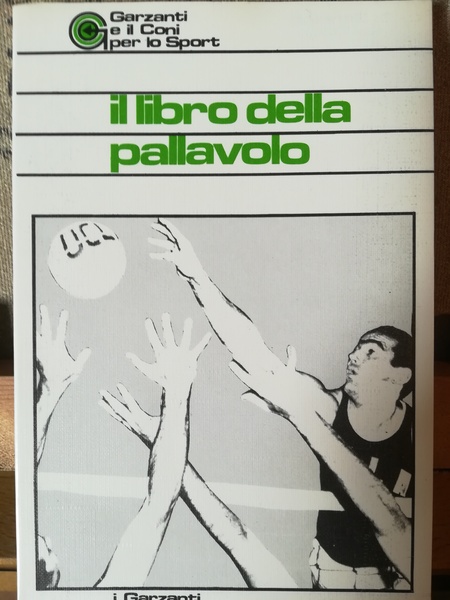 Garzanti
e il Coni
per lo Sport
il libro della
pallavolo
i Garzanti